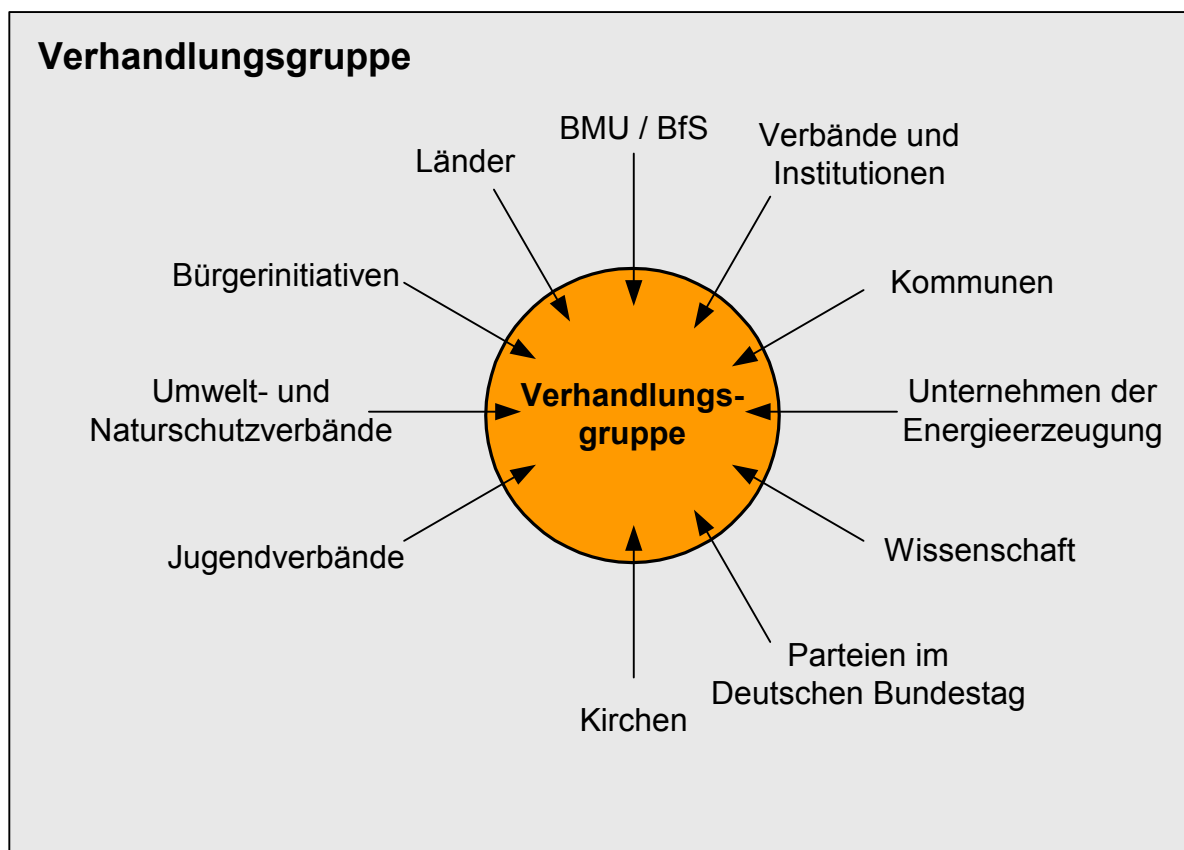 Verhandlungsgruppe
BMU / BfS
Verbände und
Institutionen
Länder
Bürgerinitiativen
Kommunen
Umwelt- und
Naturschutzverbände
Verhandlungs-
gruppe
Unternehmen der
Energieerzeugung
Jugendverbände
Wissenschaft
Parteien im
Deutschen Bundestag
Kirchen